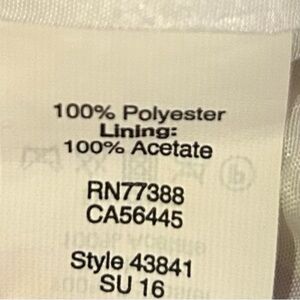 100% Polyester
Lining:
100% Acetate
RN77388
CA56445
Style 43841
SU 16